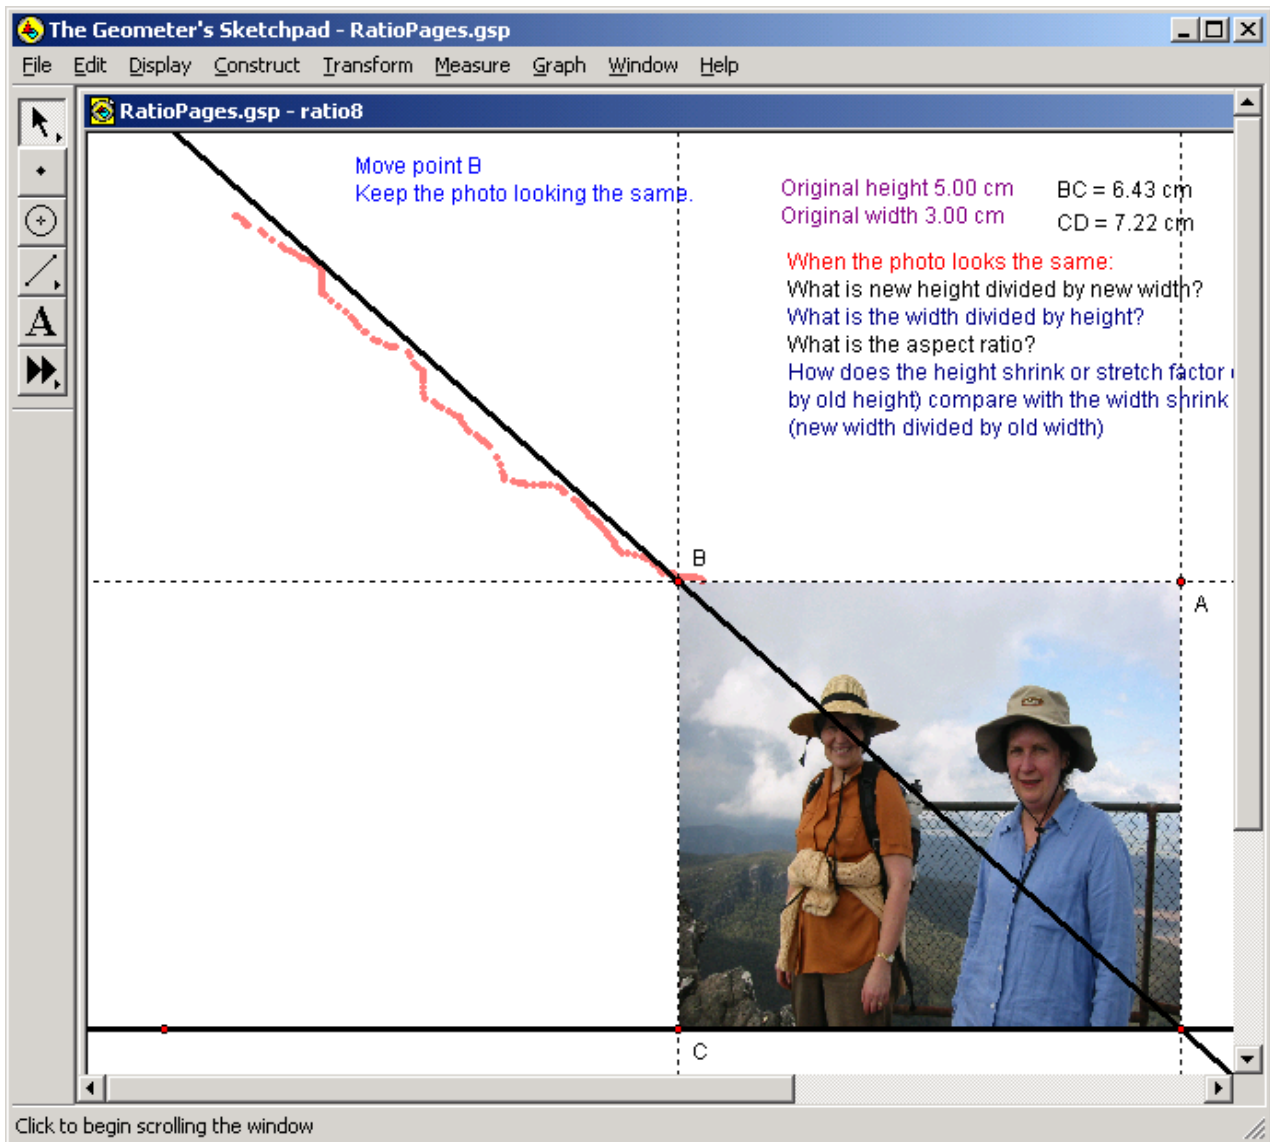 The Geometer's Sketchpad - RatioPages.gsp
File Edit Display Construct Transform Measure Graph Window Help
RatioPages.gsp - ratio8
A
Move point B
Keep the photo looking the same.
Original height 5.00 cm
Original width 3.00 cm
BC = 6.43 cm
CD = 7.22 cm
When the photo looks the same:
What is new height divided by new width?
What is the width divided by height?
What is the aspect ratio?
How does the height shrink or stretch factor
by old height) compare with the width shrink
(new width divided by old width)
B
A
C
Click to begin scrolling the window